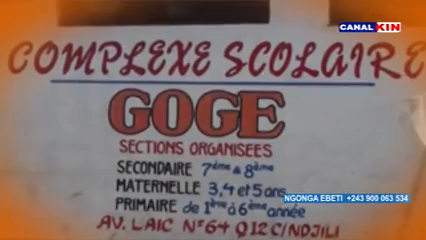 CANAL KIN
COMPLEXE SCOLAIRE
GOGE
SECTIONS ORGANISEES
SECONDAIRE 7ème & 8ème
MATERNELLE 3,4 et 5 ans
PRIMAIRE de 1ère à 6ème année
NGONGA EBETI +243 900 063 534
AV. LAIC N°64 Q12 C/NDJILI